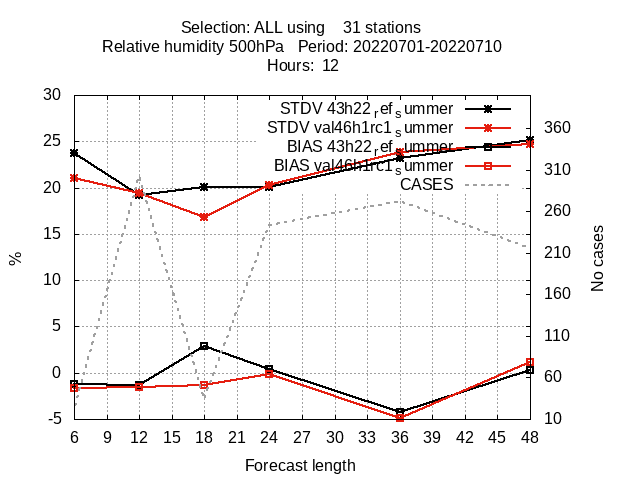 Selection: ALL using 31 stations
Relative humidity 500hPa Period: 20220701-20220710
Hours: 12
30
25
20
15
10
5
0
-5
%
STDV 43h22_ref_summer
STDV val46h1rc1_summer
BIAS 43h22_ref_summer
BIAS val46h1rc1_summer
CASES
360
310
260
210
160
110
60
10
No cases
6 9 12 15 18 21 24 27 30 33 36 39 42 45 48
Forecast length